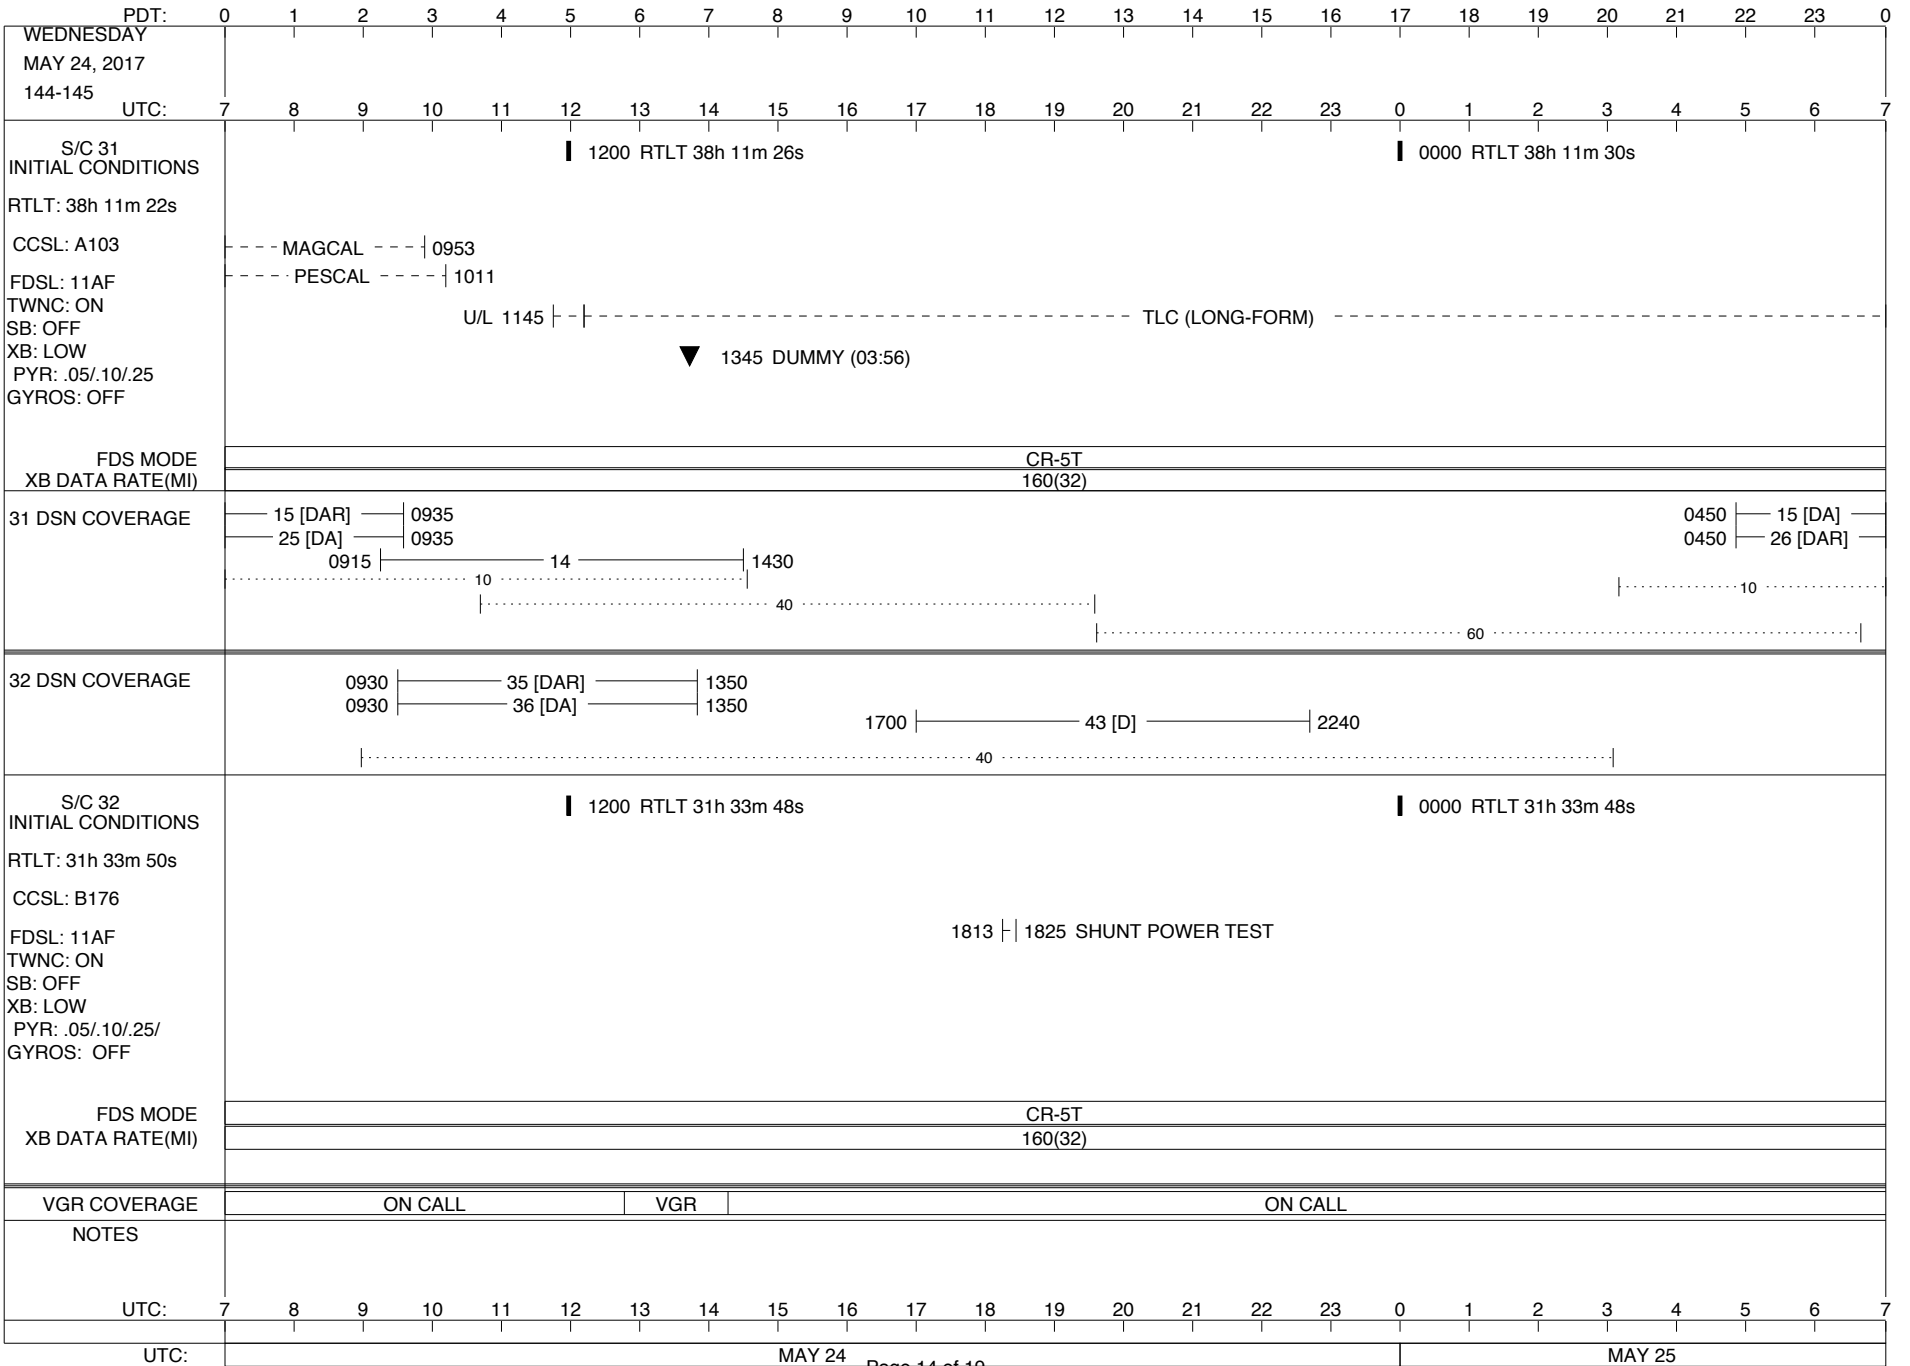 PDT: 0 1 2 3 4 5 6 7 8 9 10 11 12 13 14 15 16 17 18 19 20 21 22 23 0
WEDNESDAY
MAY 24, 2017
144-145
UTC: 7 8 9 10 11 12 13 14 15 16 17 18 19 20 21 22 23 0 1 2 3 4 5 6 7
S/C 31
INITIAL CONDITIONS
1200 RTLT 38h 11m 26s
0000 RTLT 38h 11m 30s
RTLT: 38h 11m 22s
CCSL: A103
MAGCAL 0953
FDSL: 11AF
PESCAL 1011
TWNC: ON
U/L 1145 TLC (LONG-FORM)
SB: OFF
XB: LOW
1345 DUMMY (03:56)
PYR: .05/.10/.25
GYROS: OFF
FDS MODE CR-5T
XB DATA RATE(MI) 160(32)
31 DSN COVERAGE
15 [DAR] 0935 0450 15 [DA]
25 [DA] 0935 0450 26 [DAR]
0915 14 1430
10 10
40
60
32 DSN COVERAGE
0930 35 [DAR] 1350
0930 36 [DA] 1350
1700 43 [D] 2240
40
S/C 32
INITIAL CONDITIONS
1200 RTLT 31h 33m 48s
0000 RTLT 31h 33m 48s
RTLT: 31h 33m 50s
CCSL: B176
1813 1825 SHUNT POWER TEST
FDSL: 11AF
TWNC: ON
SB: OFF
XB: LOW
PYR: .05/.10/.25/
GYROS: OFF
FDS MODE CR-5T
XB DATA RATE(MI) 160(32)
VGR COVERAGE ON CALL VGR ON CALL
NOTES
UTC: 7 8 9 10 11 12 13 14 15 16 17 18 19 20 21 22 23 0 1 2 3 4 5 6 7
UTC: MAY 24 MAY 25
Page 14 of 19